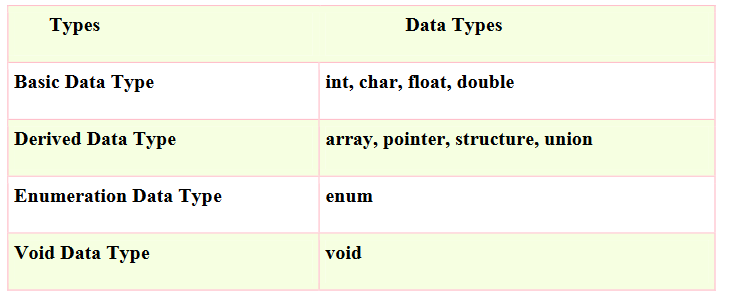 Types Data Types
Basic Data Type int, char, float, double
Derived Data Type array, pointer, structure, union
Enumeration Data Type enum
Void Data Type void